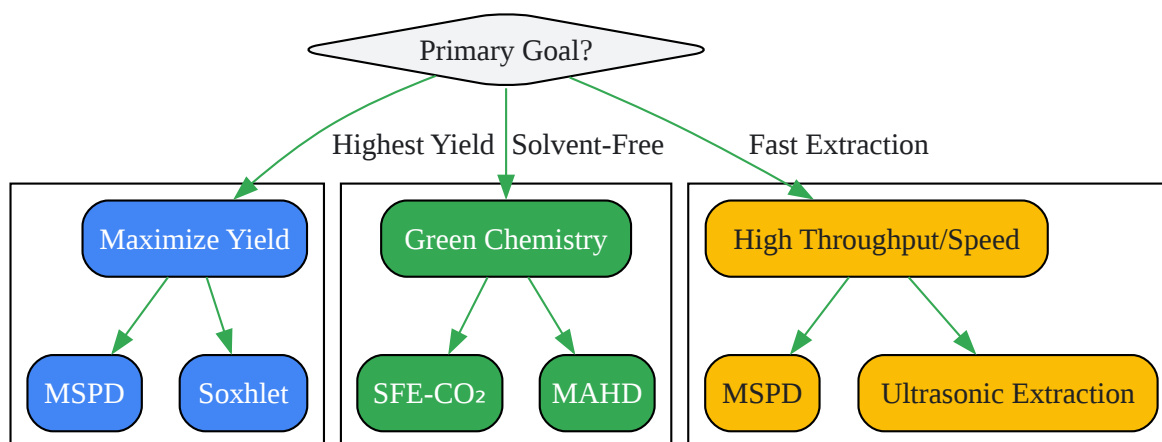 Primary Goal?
Highest Yield
Solvent-Free
Fast Extraction
Maximize Yield
Green Chemistry
High Throughput/Speed
MSPD
Soxhlet
SFE-CO₂
MAHD
MSPD
Ultrasonic Extraction